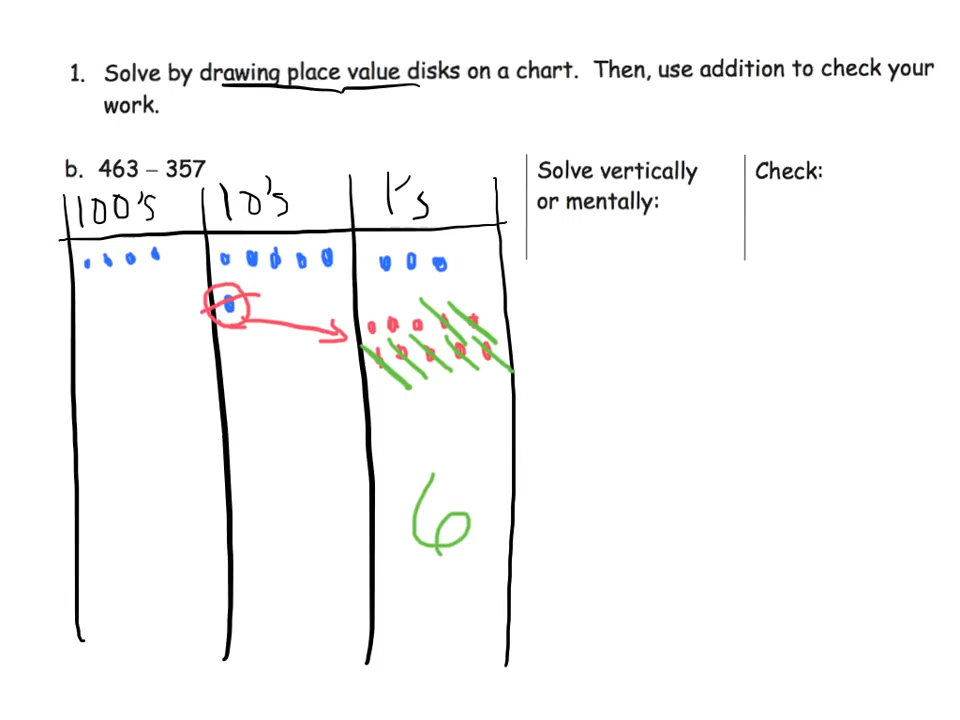 1. Solve by drawing place value disks on a chart. Then, use addition to check your
work.
b. 463 – 357
Solve vertically
or mentally:
Check:
100's 10's 1's
6